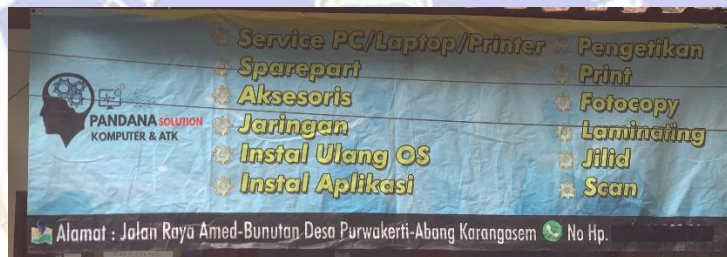 Service PC/Laptop/Printer
Sparepart
Aksesoris
Jaringan
Instal Ulang OS
Instal Aplikasi
Pengetikan
Print
Fotocopy
Laminating
Jilid
Scan
PANDANA SOLUTION
KOMPUTER & ATK
Alamat : Jalan Raya Amed-Bunutan Desa Purwakerti-Abang Karangasem No Hp.